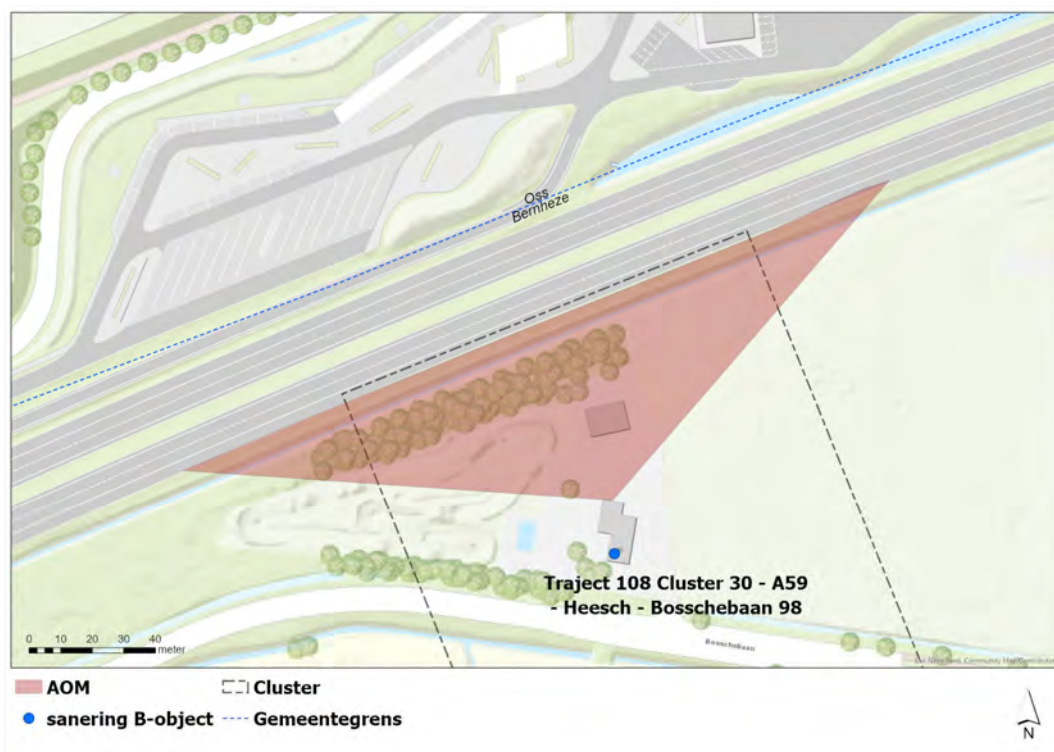 Oss
Bernheze
Traject 108 Cluster 30 - A59
- Heesch - Bosschebaan 98
Bosschebaan
0 10 20 30 40
meter
AOM
Cluster
sanering B-object
Gemeentegrens
N